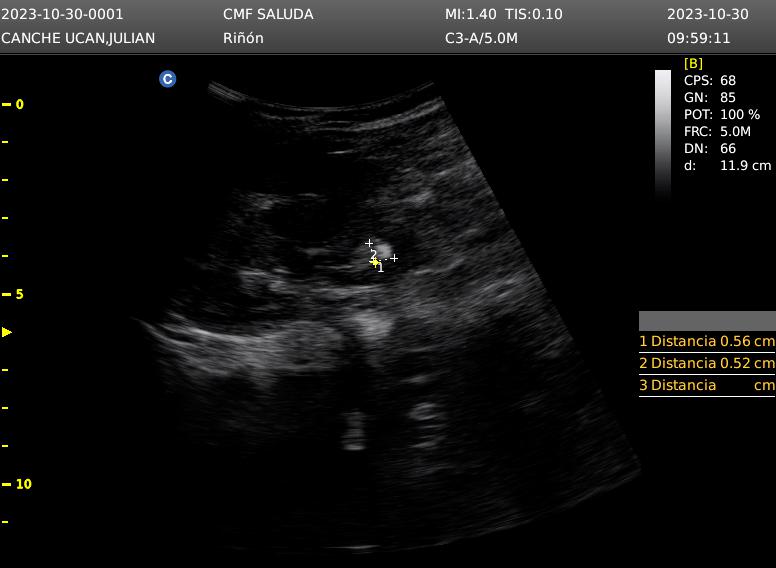 2023-10-30-0001 CMF SALUDA MI:1.40 TIS:0.10 2023-10-30
CANCHE UCAN,JULIAN Riñón C3-A/5.0M 09:59:11
C
[B]
CPS: 68
GN: 85
POT: 100 %
FRC: 5.0M
DN: 66
d: 11.9 cm
0
2
1
5
1 Distancia 0.56 cm
2 Distancia 0.52 cm
3 Distancia cm
10